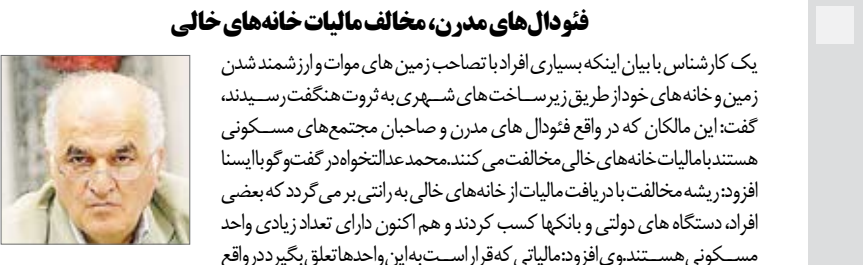 فئودال‌های مدرن، مخالف مالیات خانه‌های خالی
یک کارشناس با بیان اینکه بسیاری افراد با تصاحب زمین های موات و ارزشمند شدن
زمین و خانه های خود از طریق زیرساخت‌های شهری به ثروت هنگفت رسیدند،
گفت: این مالکان که در واقع فئودال های مدرن و صاحبان مجتمع‌های مسکونی
هستند با مالیات خانه‌های خالی مخالفت می کنند. محمد عدالتخواه در گفت‌وگو با ایسنا
افزود: ریشه مخالفت با دریافت مالیات از خانه‌های خالی به رانتی بر می گردد که بعضی
افراد، دستگاه های دولتی و بانکها کسب کردند و هم اکنون دارای تعداد زیادی واحد
مسکونی هستند. وی افزود: مالیاتی که قرار است به این واحدها تعلق بگیرد در واقع